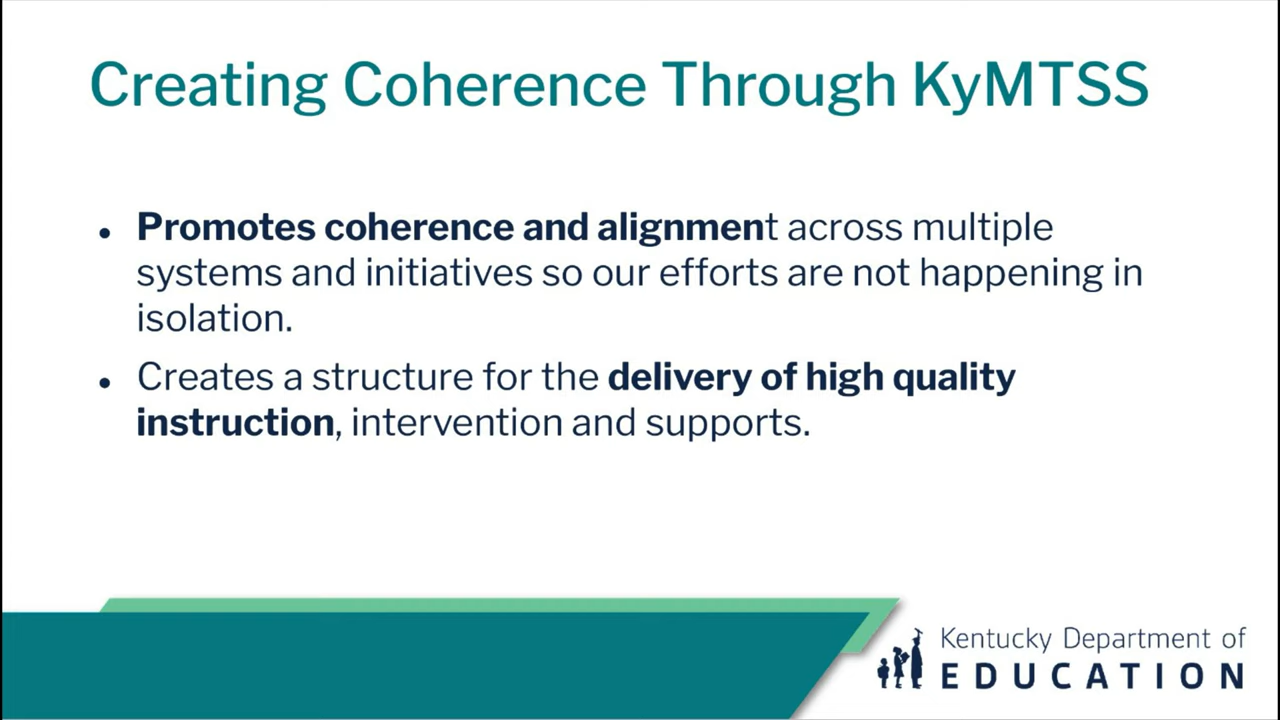 Creating Coherence Through KyMTSS
• Promotes coherence and alignment across multiple
systems and initiatives so our efforts are not happening in
isolation.
• Creates a structure for the delivery of high quality
instruction, intervention and supports.
Kentucky Department of
EDUCATION